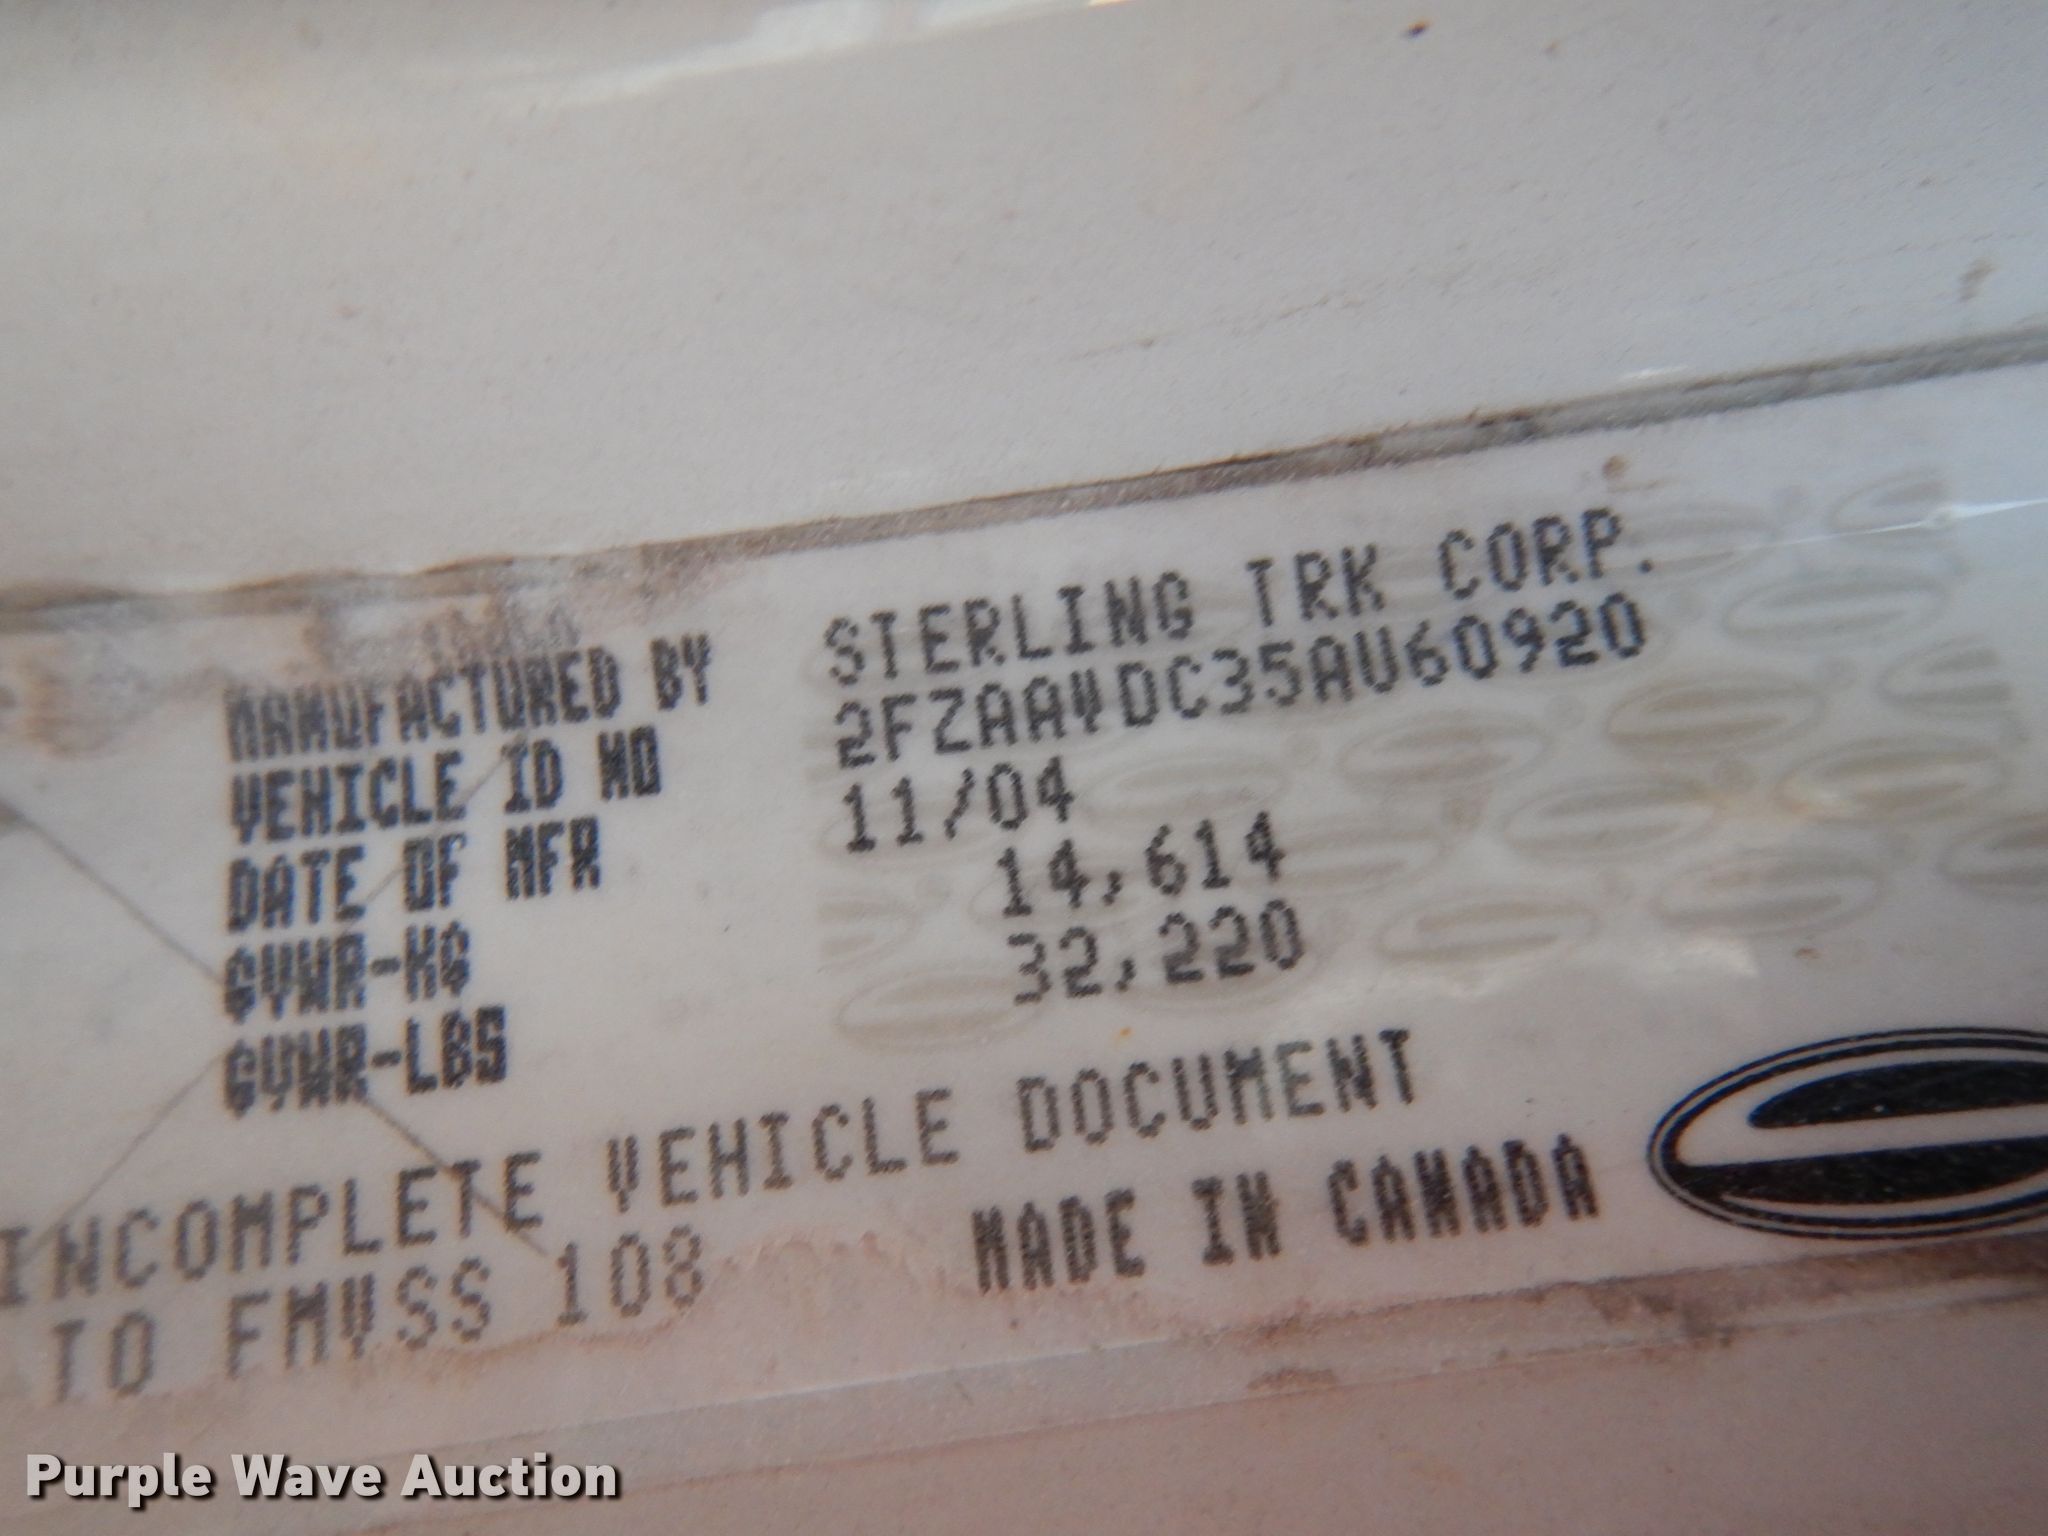 MANUFACTURED BY STERLING TRK CORP.
VEHICLE ID NO 2FZAAVDC35AU60920
DATE OF MFR 11/04
GVWR-KG 14,614
GVWR-LBS 32,220
INCOMPLETE VEHICLE DOCUMENT
TO FMVSS 108 MADE IN CANADA
Purple Wave Auction